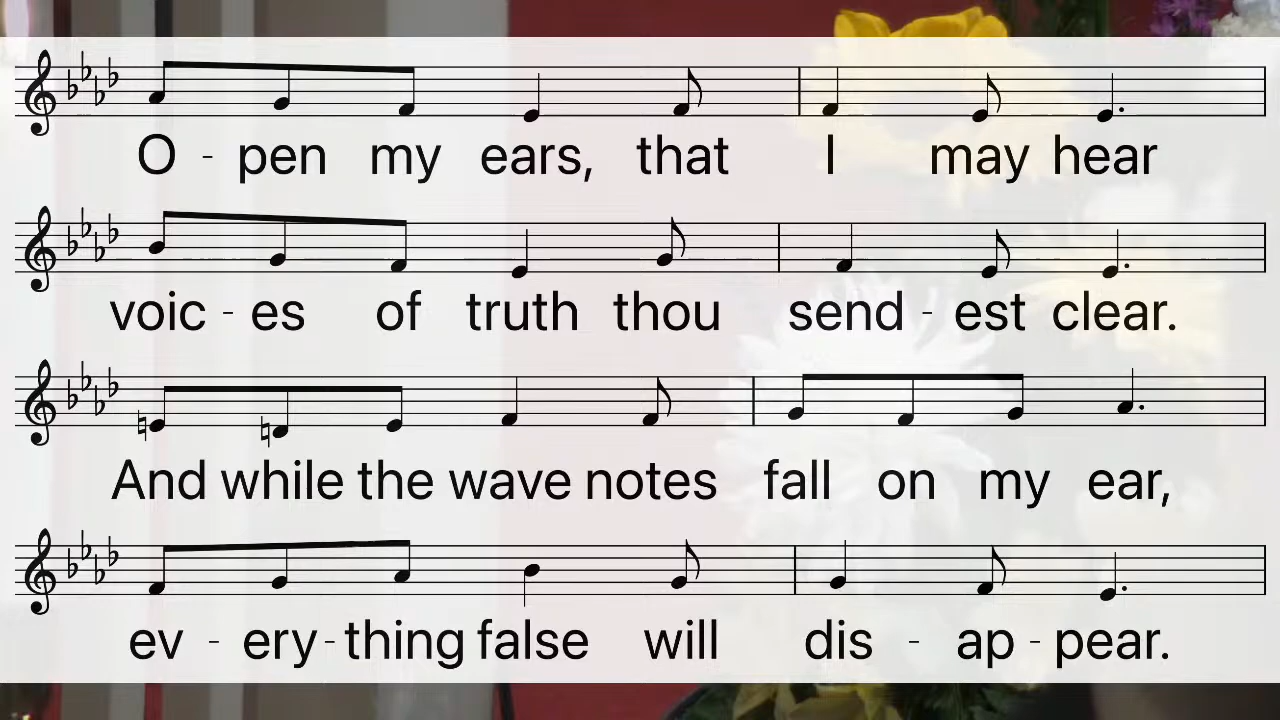 O - pen my ears, that I may hear
voic - es of truth thou send - est clear.
And while the wave notes fall on my ear,
ev - ery - thing false will dis - ap - pear.